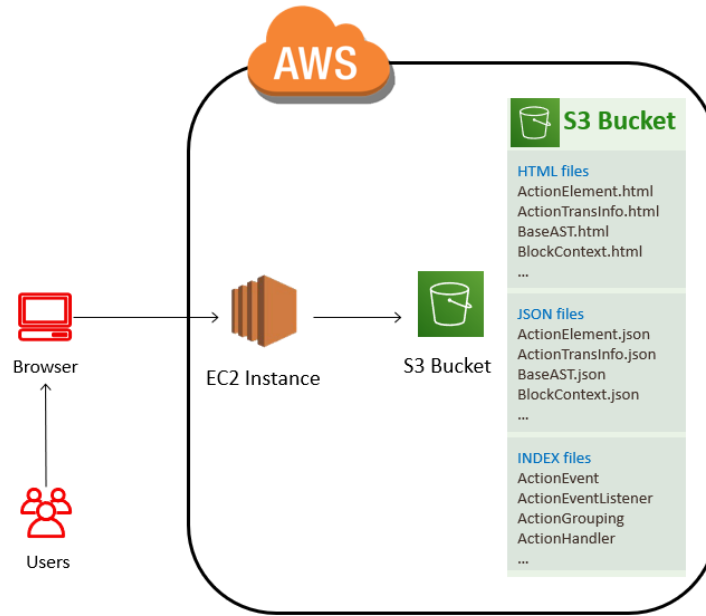 AWS
S3 Bucket
HTML files
ActionElement.html
ActionTransInfo.html
BaseAST.html
BlockContext.html
...
JSON files
ActionElement.json
ActionTransInfo.json
BaseAST.json
BlockContext.json
...
INDEX files
ActionEvent
ActionEventListener
ActionGrouping
ActionHandler
...
Browser
EC2 Instance
S3 Bucket
Users